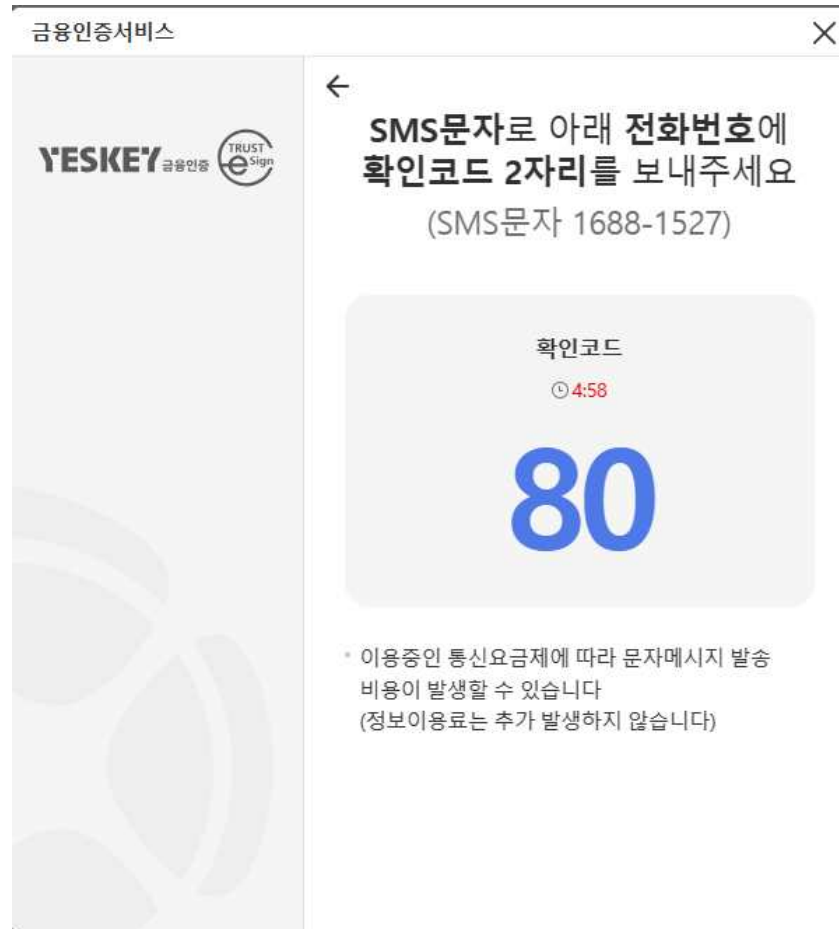 금융인증서비스
YESKEY 금융인증
TRUST
eSign
SMS문자로 아래 전화번호에
확인코드 2자리를 보내주세요
(SMS문자 1688-1527)
확인코드
4:58
80
이용중인 통신요금제에 따라 문자메시지 발송
비용이 발생할 수 있습니다
(정보이용료는 추가 발생하지 않습니다)